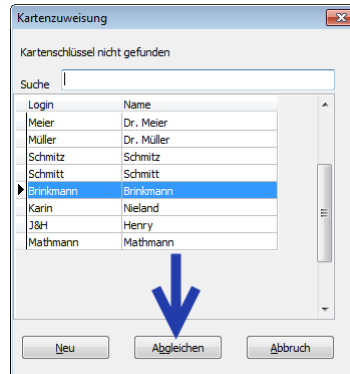 Kartenzuweisung
Kartenschlüssel nicht gefunden
Suche
Login Name
Meier Dr. Meier
Müller Dr. Müller
Schmitz Schmitz
Schmitt Schmitt
Brinkmann Brinkmann
Karin Nieland
J&H Henry
Mathmann Mathmann
Neu Abgleichen Abbruch